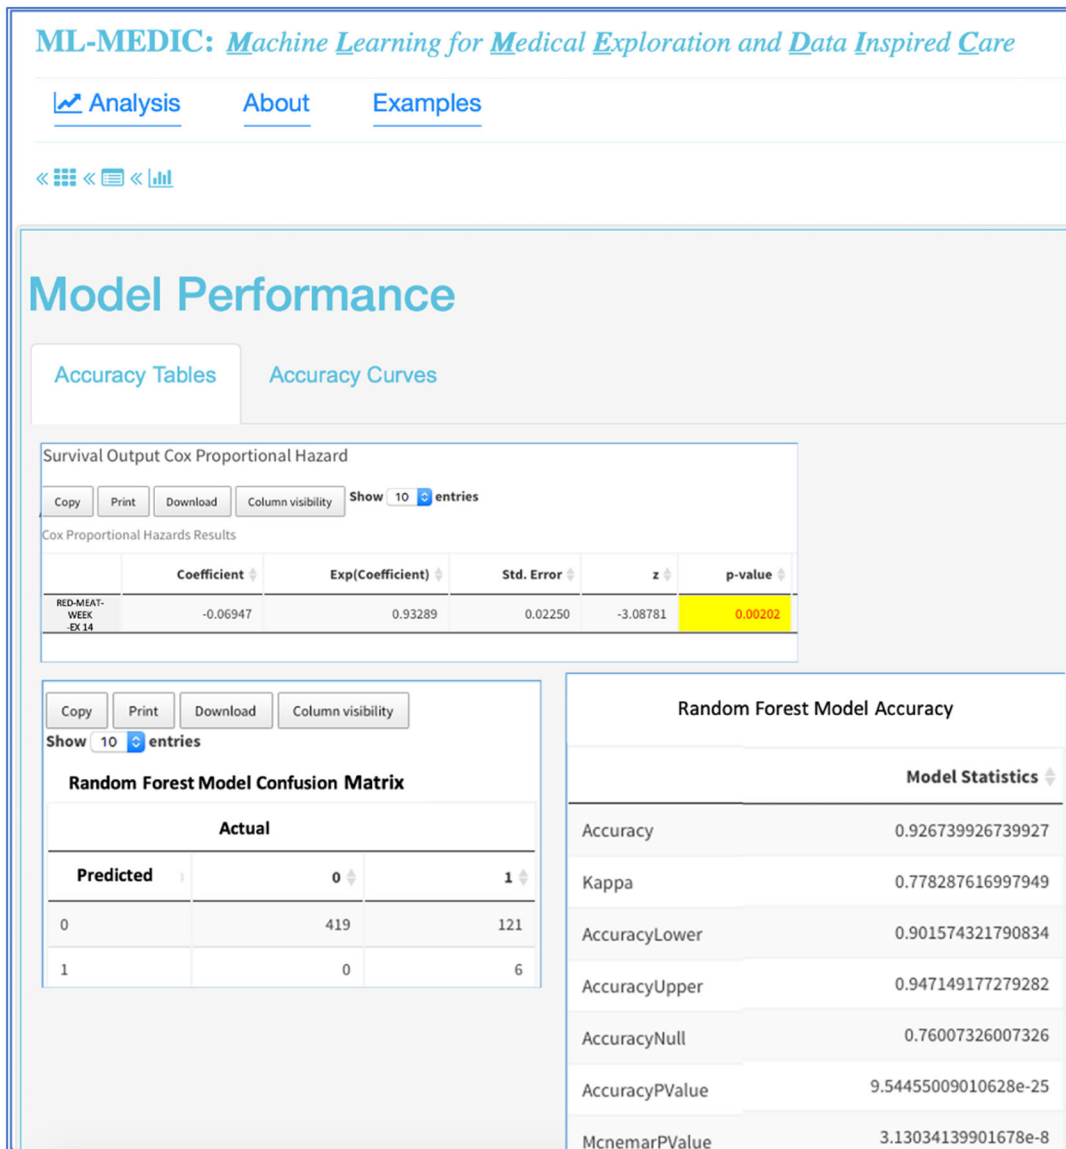 ML-MEDIC: Machine Learning for Medical Exploration and Data Inspired Care
Analysis About Examples
« « «
Model Performance
Accuracy Tables Accuracy Curves
Survival Output Cox Proportional Hazard
Copy Print Download Column visibility Show 10 entries
Cox Proportional Hazards Results
Coefficient Exp(Coefficient) Std. Error z p-value
RED-MEAT-
WEEK
-EX 14
-0.06947 0.93289 0.02250 -3.08781 0.00202
Copy Print Download Column visibility
Show 10 entries
Random Forest Model Confusion Matrix
Actual
Predicted 0 1
0 419 121
1 0 6
Random Forest Model Accuracy
Model Statistics
Accuracy 0.926739926739927
Kappa 0.778287616997949
AccuracyLower 0.901574321790834
AccuracyUpper 0.947149177279282
AccuracyNull 0.76007326007326
AccuracyPValue 9.54455009010628e-25
McnemarPValue 3.13034139901678e-8